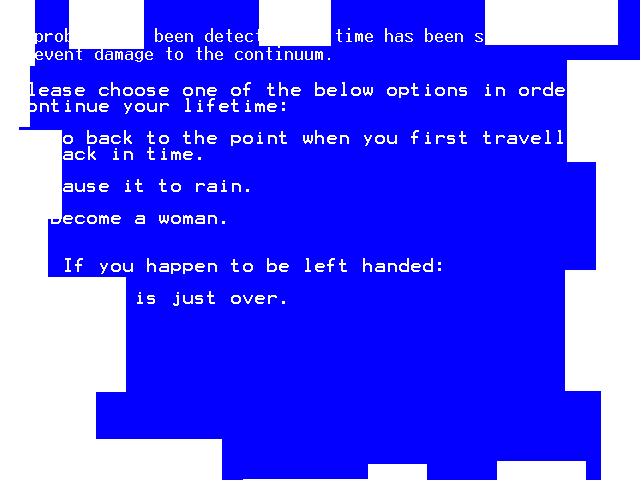 prob been detect time has been s
event damage to the continuum.
lease choose one of the below options in orde
ontinue your lifetime:
o back to the point when you first travell
ack in time.
ause it to rain.
become a woman.
If you happen to be left handed:
is just over.